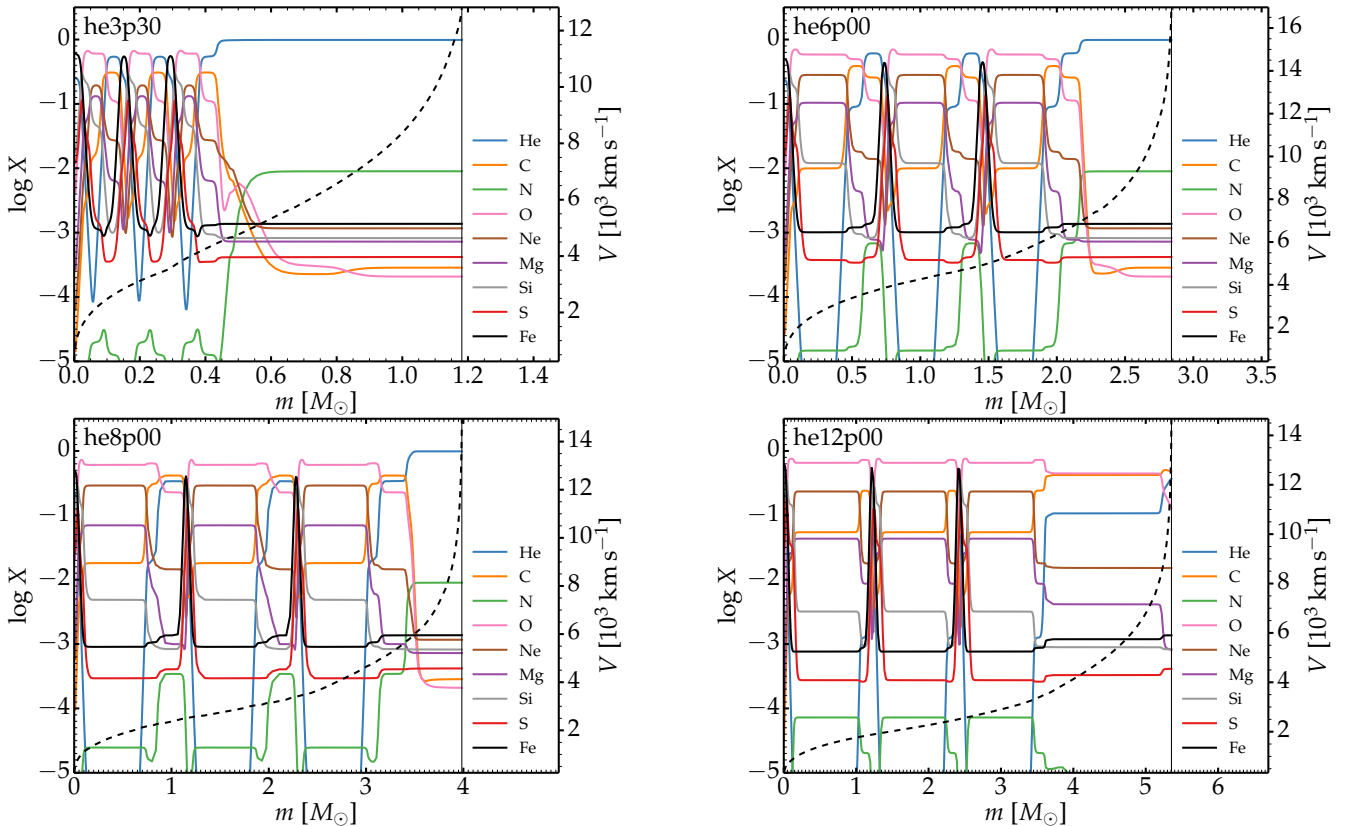 he3p30
0.0
−1
−2
−3
−4
−5
log X
0.0 0.2 0.4 0.6 0.8 1.0 1.2 1.4
m [M⊙]
12
10
8
6
4
2
V [10³ km s⁻¹]
He
C
N
O
Ne
Mg
Si
S
Fe
he6p00
0
−1
−2
−3
−4
−5
log X
0.0 0.5 1.0 1.5 2.0 2.5 3.0 3.5
m [M⊙]
16
14
12
10
8
6
4
2
V [10³ km s⁻¹]
He
C
N
O
Ne
Mg
Si
S
Fe
he8p00
0
−1
−2
−3
−4
−5
log X
0 1 2 3 4
m [M⊙]
14
12
10
8
6
4
2
V [10³ km s⁻¹]
He
C
N
O
Ne
Mg
Si
S
Fe
he12p00
0
−1
−2
−3
−4
−5
log X
0 1 2 3 4 5 6
m [M⊙]
14
12
10
8
6
4
2
V [10³ km s⁻¹]
He
C
N
O
Ne
Mg
Si
S
Fe